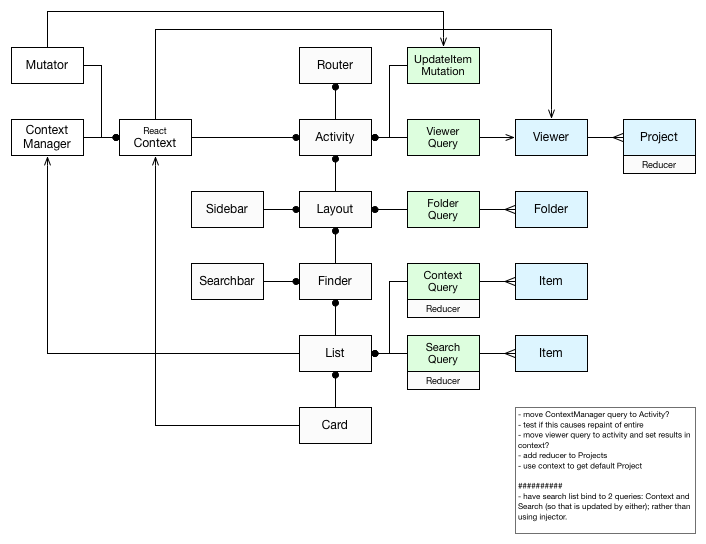 Mutator
Router
UpdateItem
Mutation
Context
Manager
React
Context
Activity
Viewer
Query
Viewer
Project
Reducer
Sidebar
Layout
Folder
Query
Folder
Searchbar
Finder
Context
Query
Reducer
Item
List
Search
Query
Reducer
Item
Card
- move ContextManager query to Activity?
- test if this causes repaint of entire
- move viewer query to activity and set results in
context?
- add reducer to Projects
- use context to get default Project
##########
- have search list bind to 2 queries: Context and
Search (so that is updated by either); rather than
using injector.